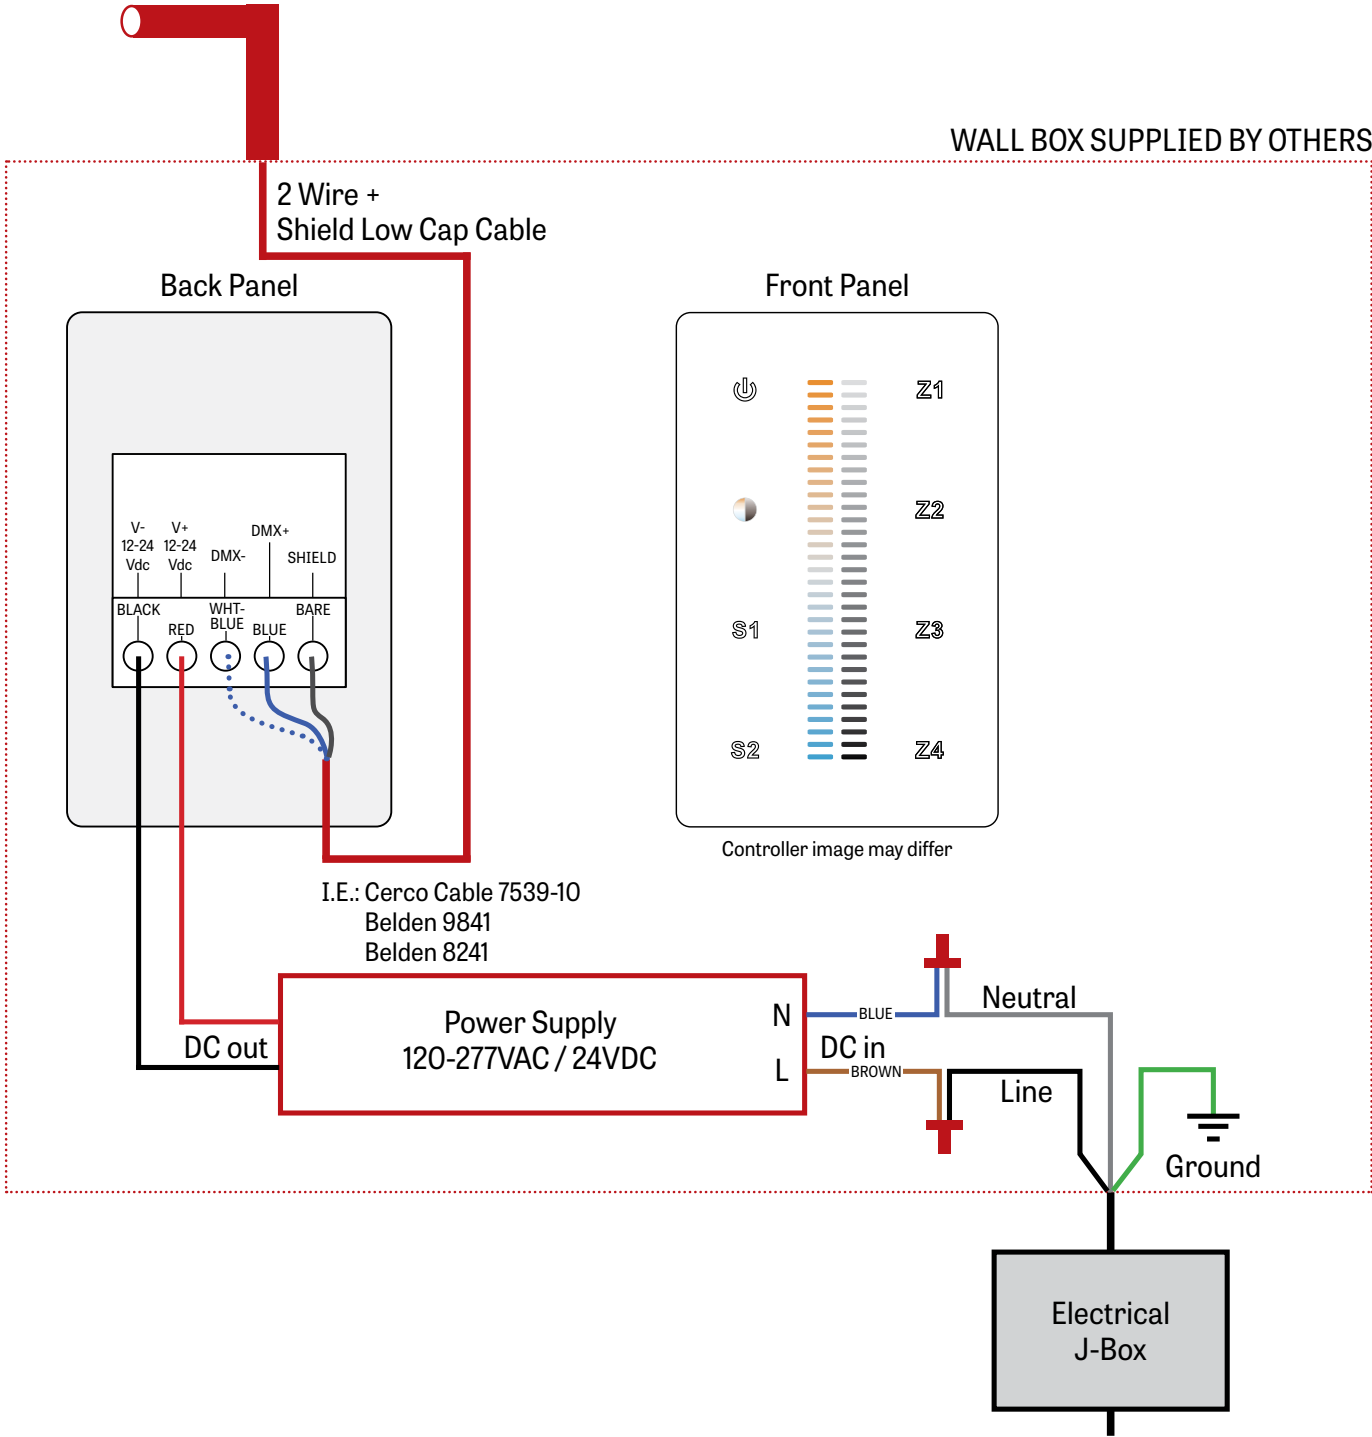 WALL BOX SUPPLIED BY OTHERS
2 Wire +
Shield Low Cap Cable
Back Panel
Front Panel
V-
12-24
Vdc
V+
12-24
Vdc
DMX-
DMX+
SHIELD
BLACK
RED
WHT-
BLUE
BLUE
BARE
Z1
Z2
S1
Z3
S2
Z4
Controller image may differ
I.E.: Cerco Cable 7539-10
Belden 9841
Belden 8241
Power Supply
120-277VAC / 24VDC
DC out
N
L
BLUE
DC in
BROWN
Neutral
Line
Ground
Electrical
J-Box